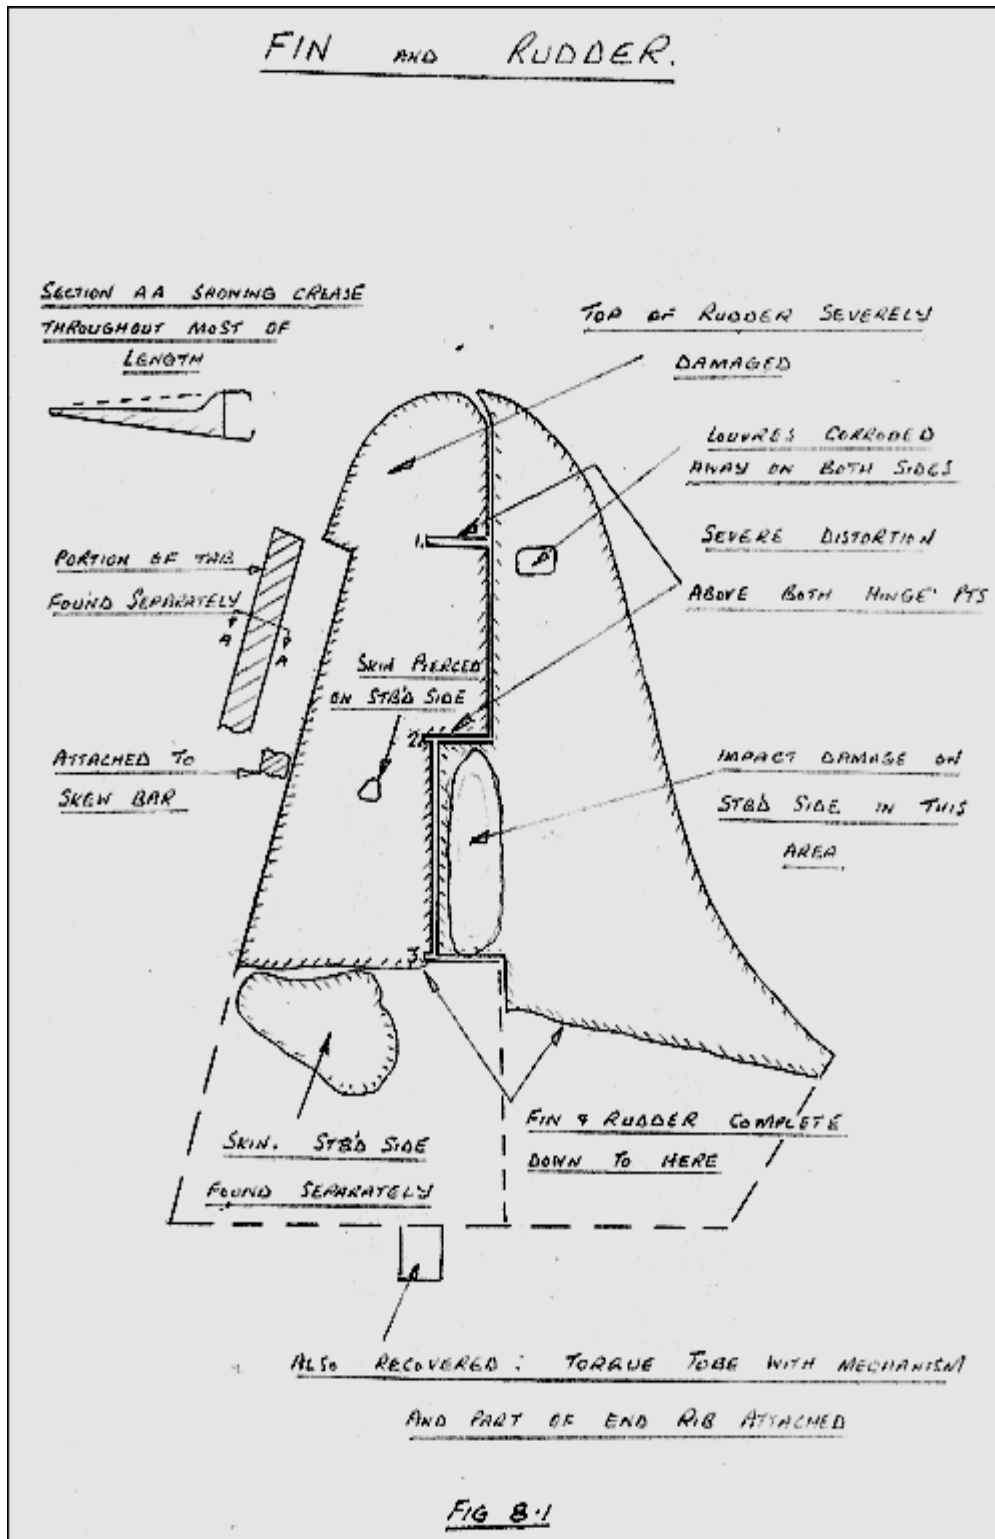 FIN AND RUDDER.
SECTION AA SHOWING CREASE
THROUGHOUT MOST OF
LENGTH
TOP OF RUDDER SEVERELY
DAMAGED
LOUVRES CORRODED
AWAY ON BOTH SIDES
SEVERE DISTORTION
ABOVE BOTH HINGE PTS
PORTION OF TAB
FOUND SEPARATELY
A
A
1.
SKIN PIERCED
ON STB'D SIDE
2.
ATTACHED TO
SKEW BAR
IMPACT DAMAGE ON
STB'D SIDE IN THIS
AREA
3.
SKIN. STB'D SIDE
FOUND SEPARATELY
FIN & RUDDER COMPLETE
DOWN TO HERE
ALSO RECOVERED: TORQUE TUBE WITH MECHANISM
AND PART OF END RIB ATTACHED
FIG 8.1